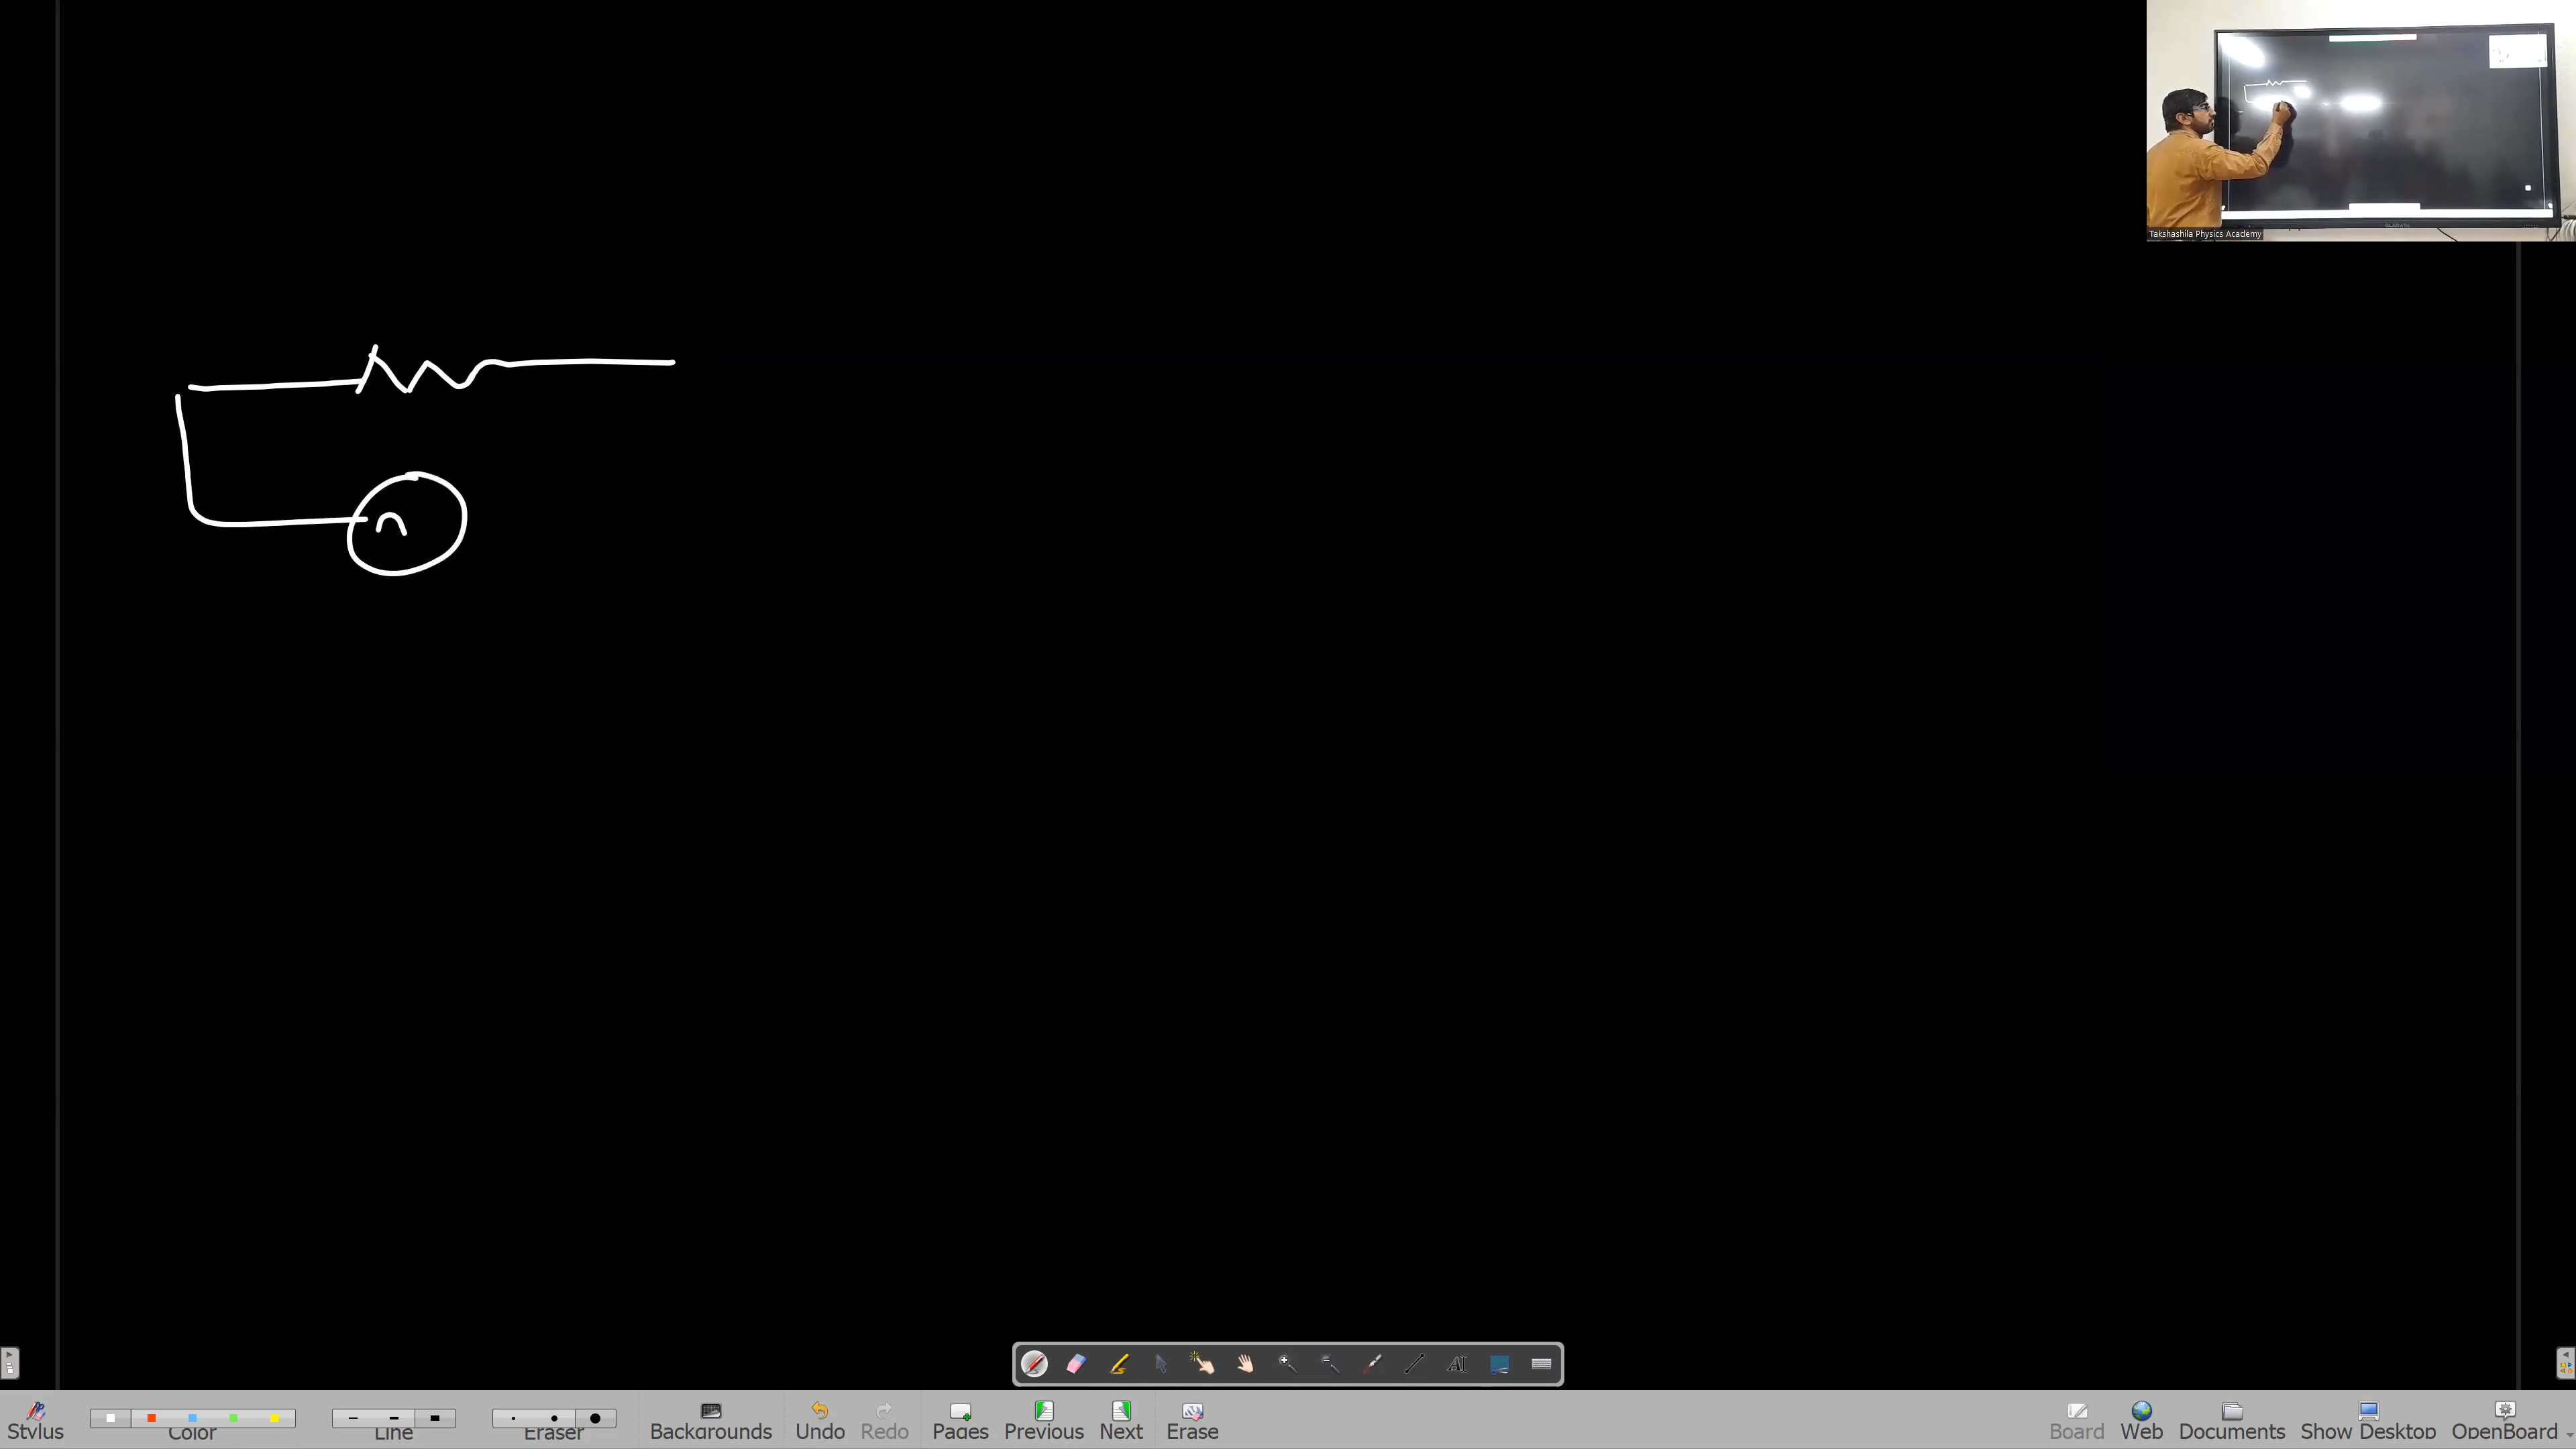 Takshashila Physics Academy
Stylus
Color
Line
Eraser
Backgrounds
Undo
Redo
Pages
Previous
Next
Erase
Board
Web
Documents
Show Desktop
OpenBoard